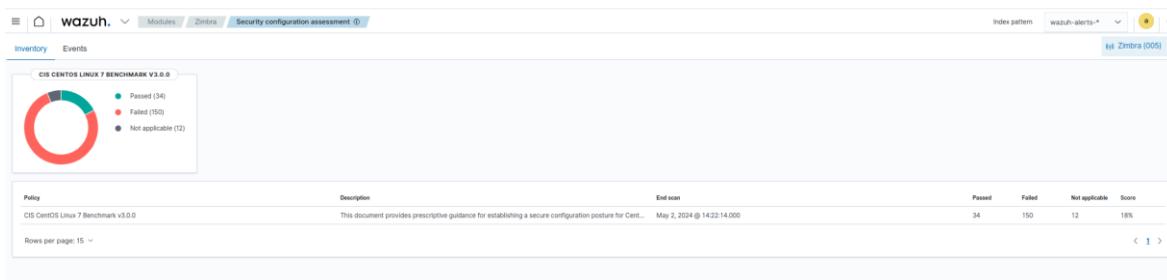 wazuh. Modules Zimbra Security configuration assessment Index pattern wazuh-alerts-* a
Inventory Events Zimbra (005)
CIS CENTOS LINUX 7 BENCHMARK V3.0.0
Passed (34)
Failed (150)
Not applicable (12)
Policy Description End scan Passed Failed Not applicable Score
CIS CentOS Linux 7 Benchmark v3.0.0 This document provides prescriptive guidance for establishing a secure configuration posture for Cent... May 2, 2024 @ 14:22:14.000 34 150 12 18%
Rows per page: 15 < 1 >